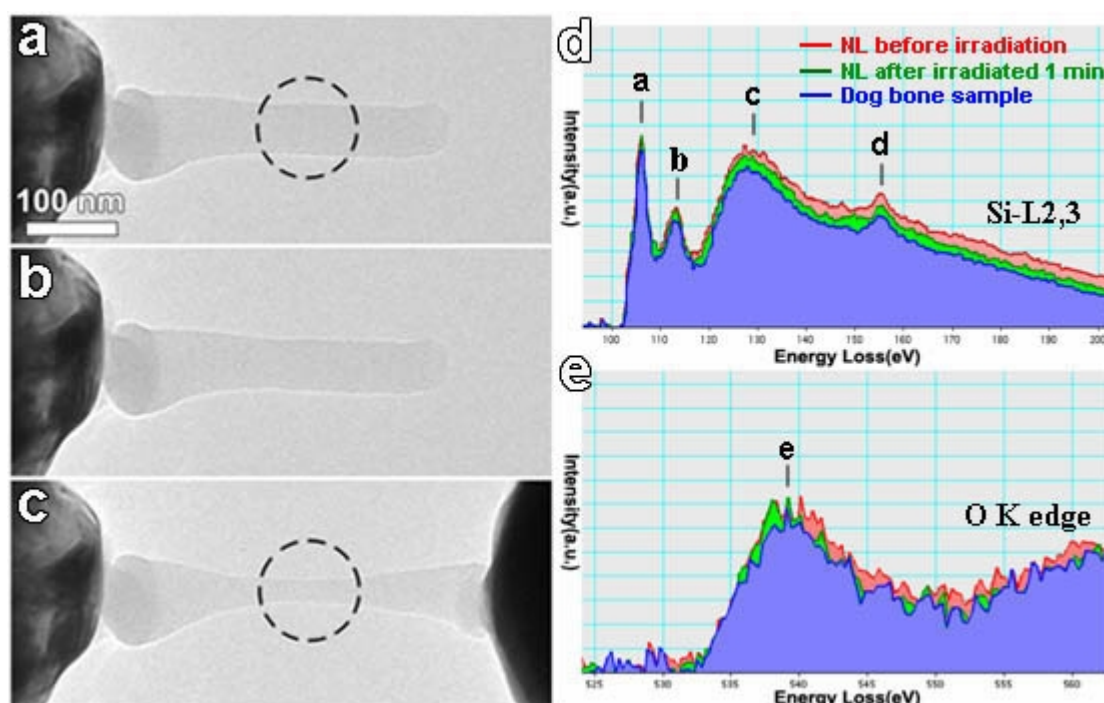 a
100 nm
b
c
d
NL before irradiation
NL after irradiated 1 min
Dog bone sample
a
b
c
d
Si-L2,3
Intensity(a.u.)
100 110 120 130 140 150 160 170 180 190 200
Energy Loss(eV)
e
e
O K edge
Intensity(a.u.)
525 530 535 540 545 550 555 560
Energy Loss(eV)